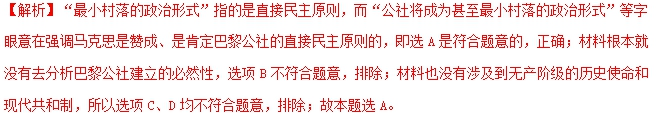 【解析】“最小村落的政治形式”指的是直接民主原则，而“公社将成为甚至最小村落的政治形式”等字
眼意在强调马克思是赞成、是肯定巴黎公社的直接民主原则的，即选 A 是符合题意的，正确；材料根本就
没有去分析巴黎公社建立的必然性，选项 B 不符合题意，排除；材料也没有涉及到无产阶级的历史使命和
现代共和制，所以选项 C、D 均不符合题意，排除；故本题选 A。